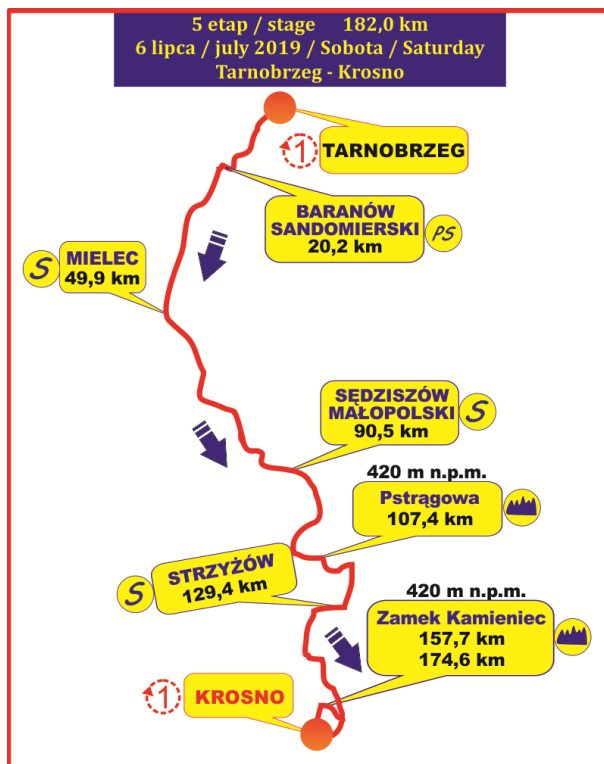 5 etap / stage 182,0 km
6 lipca / july 2019 / Sobota / Saturday
Tarnobrzeg - Krosno
1
TARNOBRZEG
BARANÓW
SANDOMIERSKI
20,2 km
PS
S
MIELEC
49,9 km
SĘDZISZÓW
MAŁOPOLSKI
90,5 km
S
420 m n.p.m.
Pstrągowa
107,4 km
S
STRZYŻÓW
129,4 km
420 m n.p.m.
Zamek Kamieniec
157,7 km
174,6 km
1
KROSNO